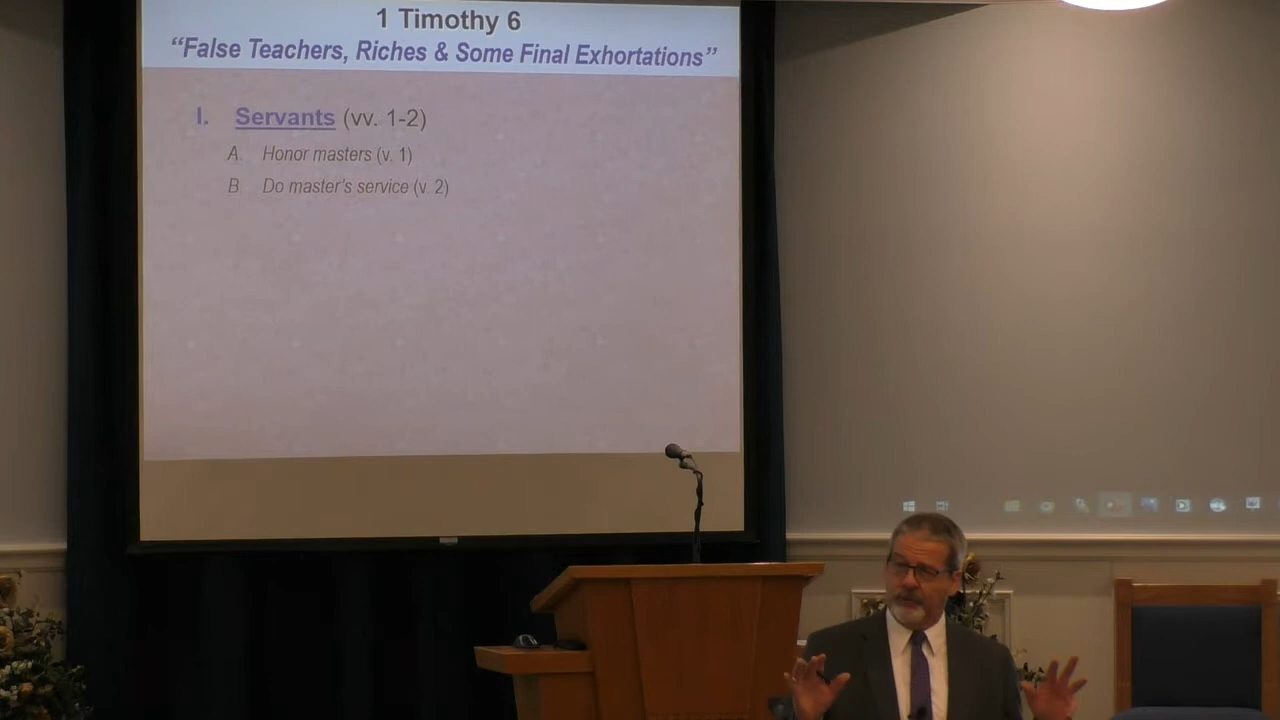 1 Timothy 6
“False Teachers, Riches & Some Final Exhortations”
I. Servants (vv. 1-2)
A. Honor masters (v. 1)
B. Do master's service (v. 2)